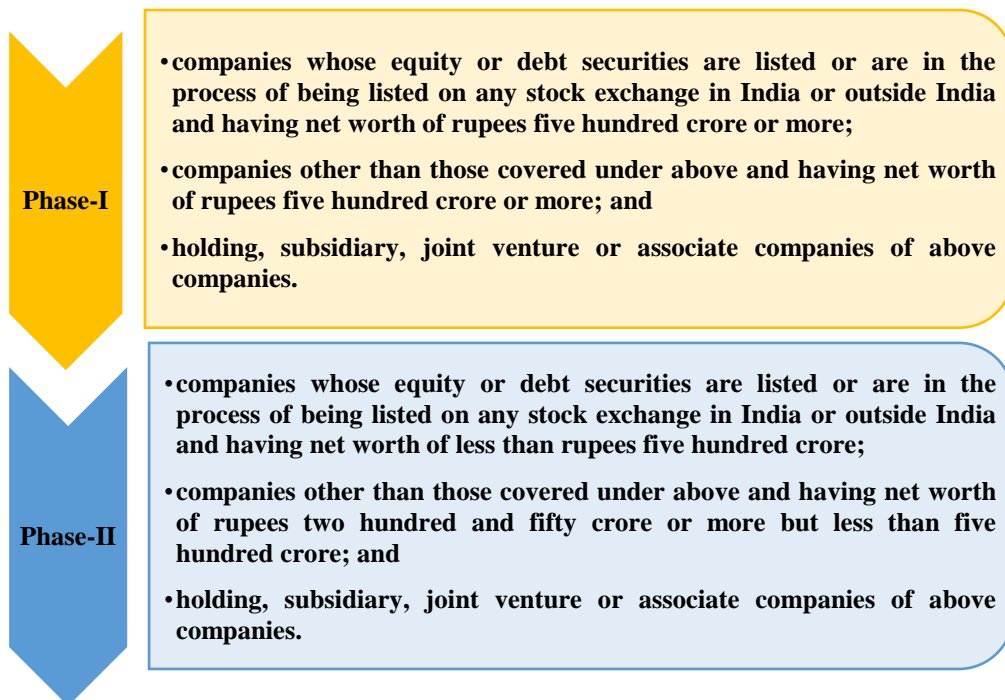 Phase-I
•companies whose equity or debt securities are listed or are in the
process of being listed on any stock exchange in India or outside India
and having net worth of rupees five hundred crore or more;
•companies other than those covered under above and having net worth
of rupees five hundred crore or more; and
•holding, subsidiary, joint venture or associate companies of above
companies.
Phase-II
•companies whose equity or debt securities are listed or are in the
process of being listed on any stock exchange in India or outside India
and having net worth of less than rupees five hundred crore;
•companies other than those covered under above and having net worth
of rupees two hundred and fifty crore or more but less than five
hundred crore; and
•holding, subsidiary, joint venture or associate companies of above
companies.